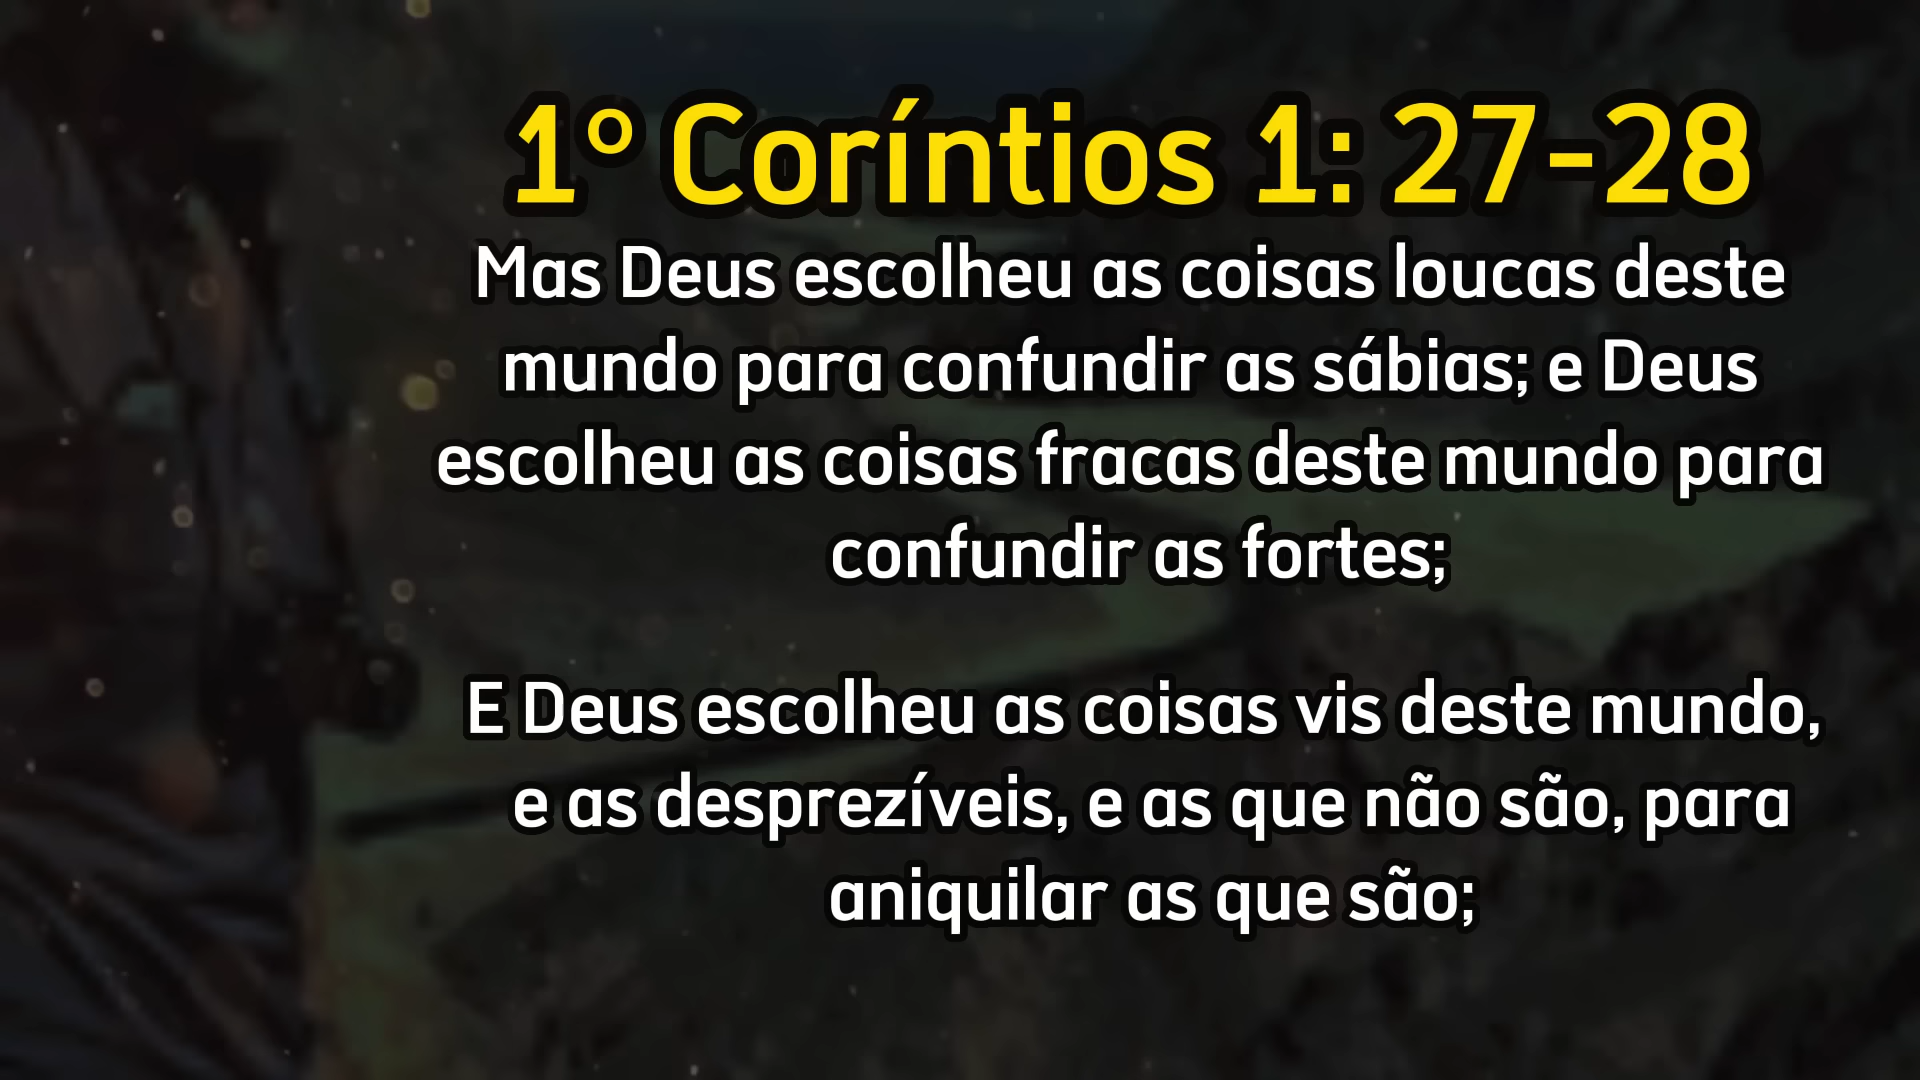 1º Coríntios 1: 27-28
Mas Deus escolheu as coisas loucas deste
mundo para confundir as sábias; e Deus
escolheu as coisas fracas deste mundo para
confundir as fortes;
E Deus escolheu as coisas vis deste mundo,
e as desprezíveis, e as que não são, para
aniquilar as que são;